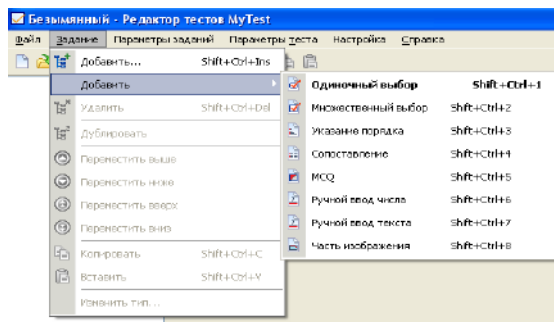 Безымянный - Редактор тестов MyTest
Файл Задание Параметры заданий Параметры теста Настройка Справка
Добавить... Shift+Ctrl+Ins
Добавить
Удалить Shift+Ctrl+Del
Дублировать
Переместить выше
Переместить ниже
Переместить вверх
Переместить вниз
Копировать Shift+Ctrl+C
Вставить Shift+Ctrl+V
Изменить тип...
Одиночный выбор Shift+Ctrl+1
Множественный выбор Shift+Ctrl+2
Указание порядка Shift+Ctrl+3
Сопоставление Shift+Ctrl+4
MCQ Shift+Ctrl+5
Ручной ввод числа Shift+Ctrl+6
Ручной ввод текста Shift+Ctrl+7
Часть изображения Shift+Ctrl+8